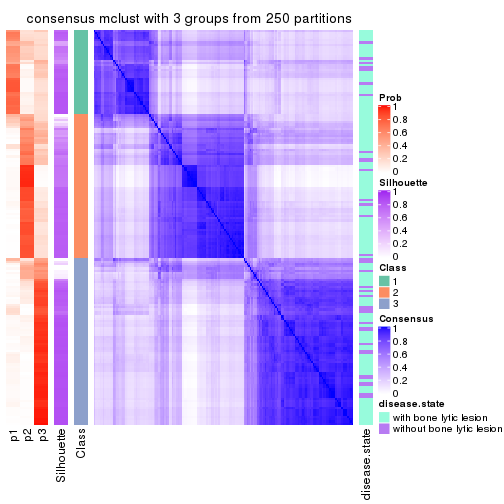 consensus mclust with 3 groups from 250 partitions
Prob
1
0.8
0.6
0.4
0.2
0
Silhouette
1
0.8
0.6
0.4
0.2
0
Class
1
2
3
Consensus
1
0.8
0.6
0.4
0.2
0
disease.state
with bone lytic lesion
without bone lytic lesion
p1
p2
p3
Silhouette
Class
disease.state